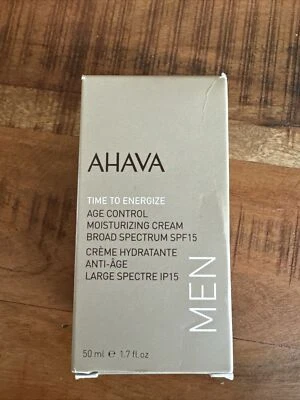 AHAVA
TIME TO ENERGIZE
AGE CONTROL
MOISTURIZING CREAM
BROAD SPECTRUM SPF15
CRÈME HYDRATANTE
ANTI-ÂGE
LARGE SPECTRE IP15
MEN
50 ml e 1.7 fl.oz